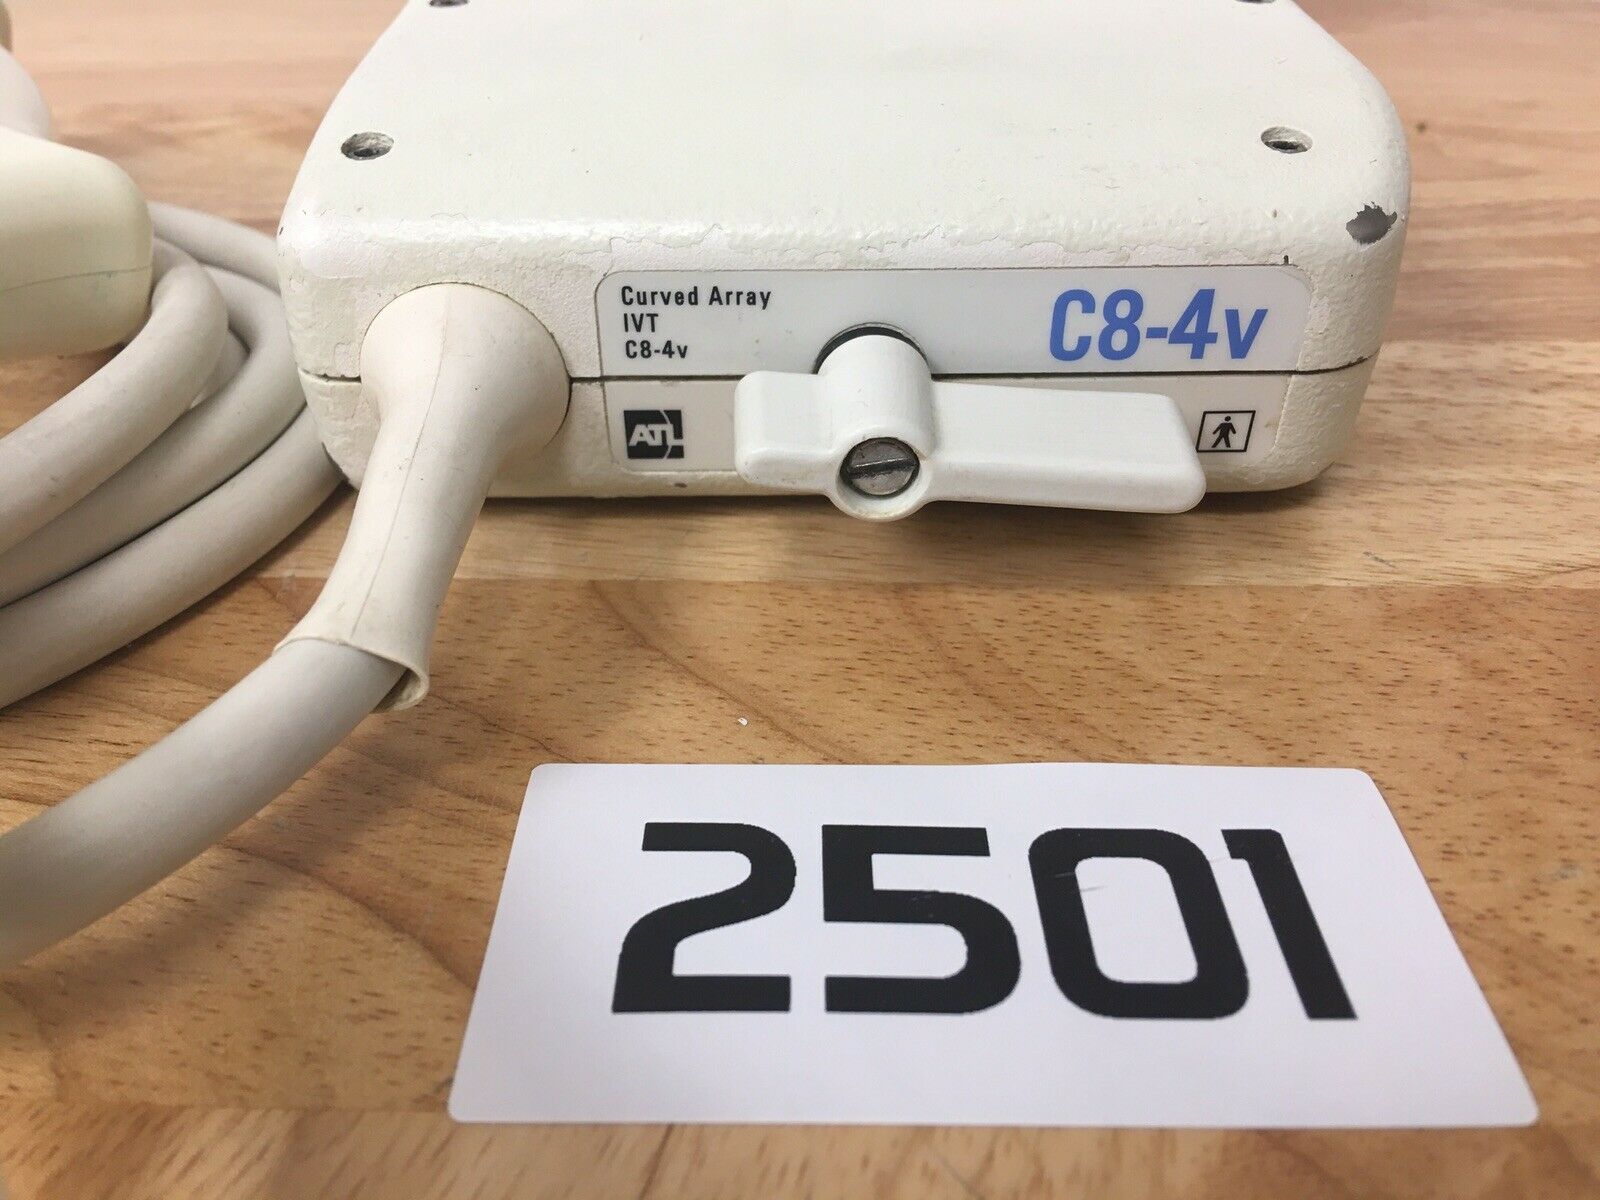 Curved Array
IVT
C8-4v
C8-4v
ATL
2501